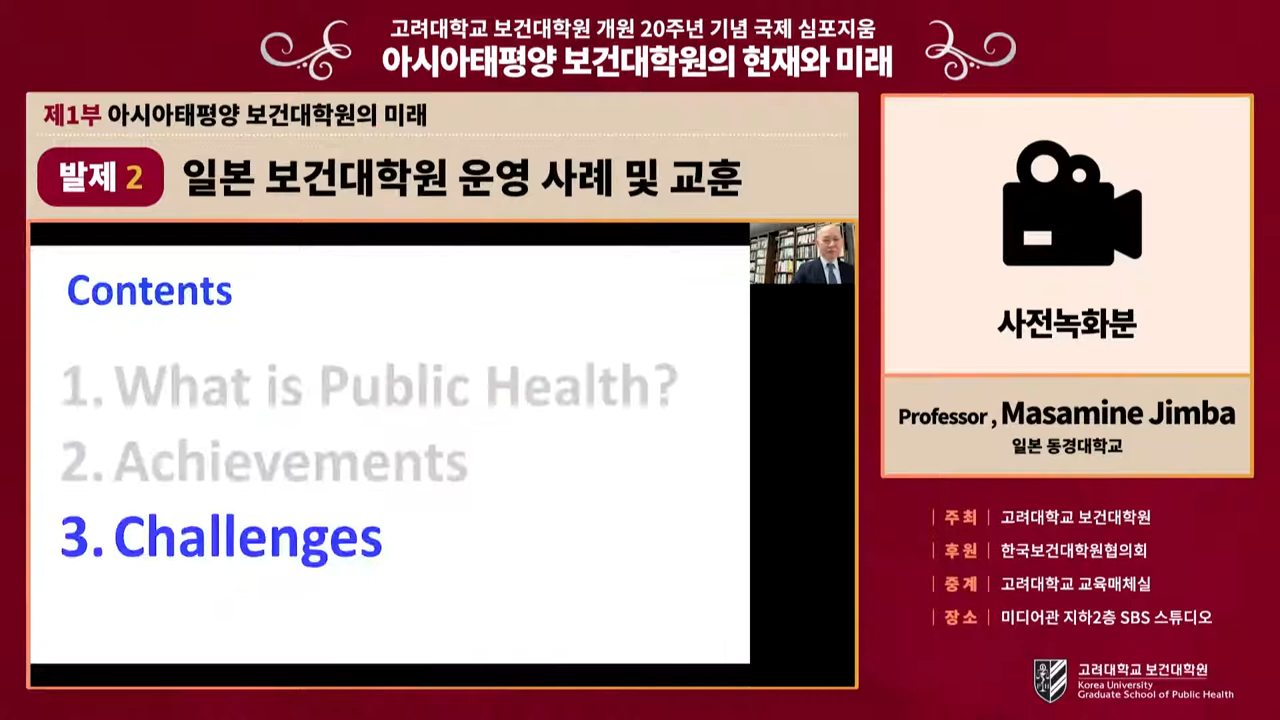 고려대학교 보건대학원 개원 20주년 기념 국제 심포지움
아시아태평양 보건대학원의 현재와 미래
제1부 아시아태평양 보건대학원의 미래
발제 2 일본 보건대학원 운영 사례 및 교훈
Contents
1. What is Public Health?
2. Achievements
3. Challenges
사전녹화분
Professor, Masamine Jimba
일본 동경대학교
주최 | 고려대학교 보건대학원
후원 | 한국보건대학원협의회
중계 | 고려대학교 교육매체실
장소 | 미디어관 지하2층 SBS 스튜디오
고려대학교 보건대학원
Korea University
Graduate School of Public Health